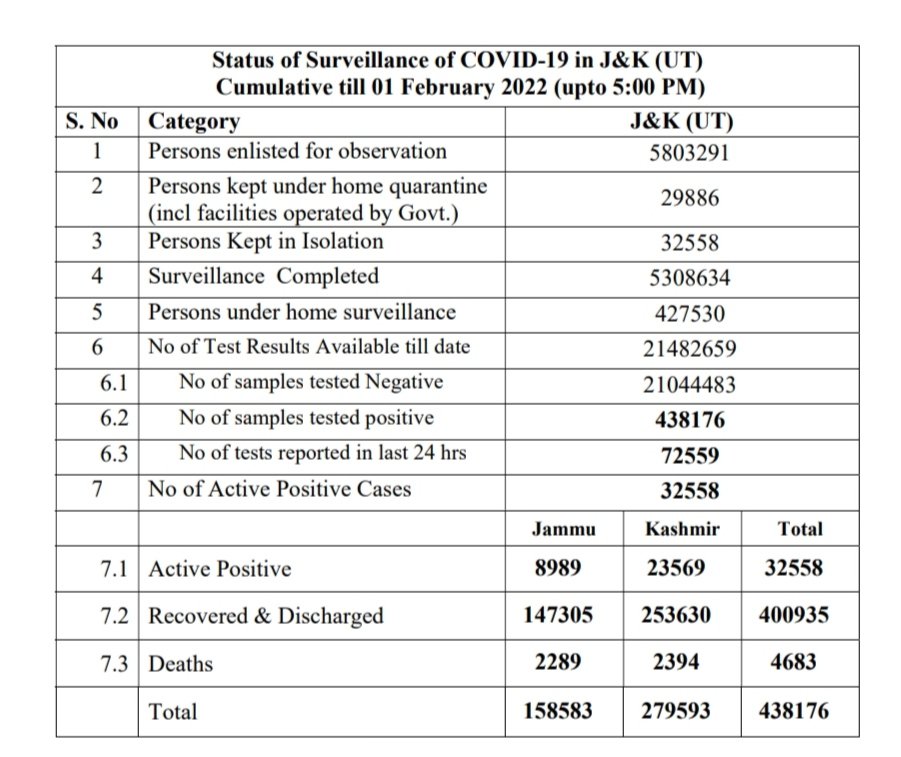 Status of Surveillance of COVID-19 in J&K (UT)
Cumulative till 01 February 2022 (upto 5:00 PM)
S. No Category J&K (UT)
1 Persons enlisted for observation 5803291
2 Persons kept under home quarantine
(incl facilities operated by Govt.) 29886
3 Persons Kept in Isolation 32558
4 Surveillance Completed 5308634
5 Persons under home surveillance 427530
6 No of Test Results Available till date 21482659
6.1 No of samples tested Negative 21044483
6.2 No of samples tested positive 438176
6.3 No of tests reported in last 24 hrs 72559
7 No of Active Positive Cases 32558
Jammu Kashmir Total
7.1 Active Positive 8989 23569 32558
7.2 Recovered & Discharged 147305 253630 400935
7.3 Deaths 2289 2394 4683
Total 158583 279593 438176